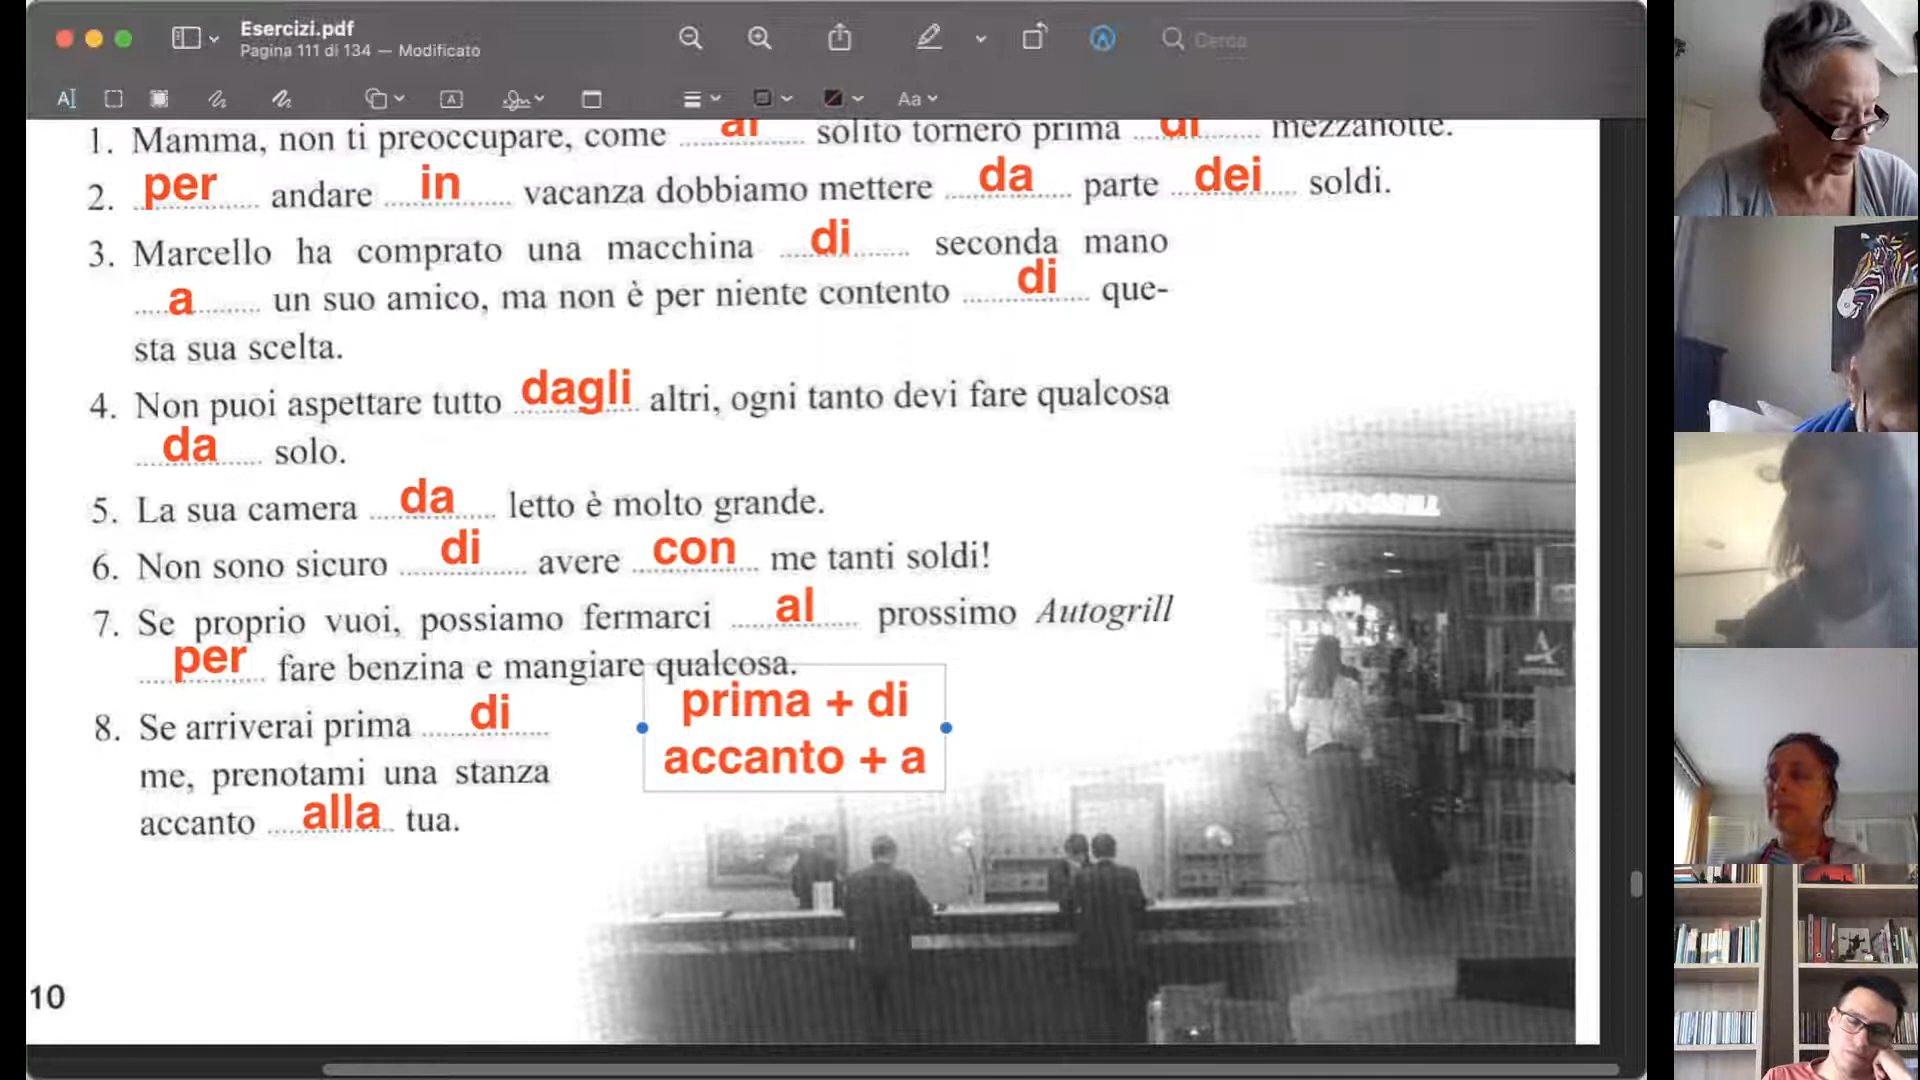 Esercizi.pdf
Pagina 111 di 134 — Modificato
Cerca
Aa
1. Mamma, non ti preoccupare, come al solito tornerò prima di mezzanotte.
2. per andare in vacanza dobbiamo mettere da parte dei soldi.
3. Marcello ha comprato una macchina di seconda mano
a un suo amico, ma non è per niente contento di que-
sta sua scelta.
4. Non puoi aspettare tutto dagli altri, ogni tanto devi fare qualcosa
da solo.
5. La sua camera da letto è molto grande.
6. Non sono sicuro di avere con me tanti soldi!
7. Se proprio vuoi, possiamo fermarci al prossimo Autogrill
per fare benzina e mangiare qualcosa.
prima + di
accanto + a
8. Se arriverai prima di
me, prenotami una stanza
accanto alla tua.
AUTOGRILL
10